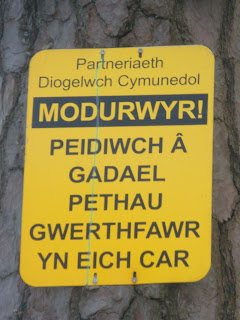 Partneriaeth
Diogelwch Cymunedol
MODURWYR!
PEIDIWCH Â
GADAEL
PETHAU
GWERTHFAWR
YN EICH CAR